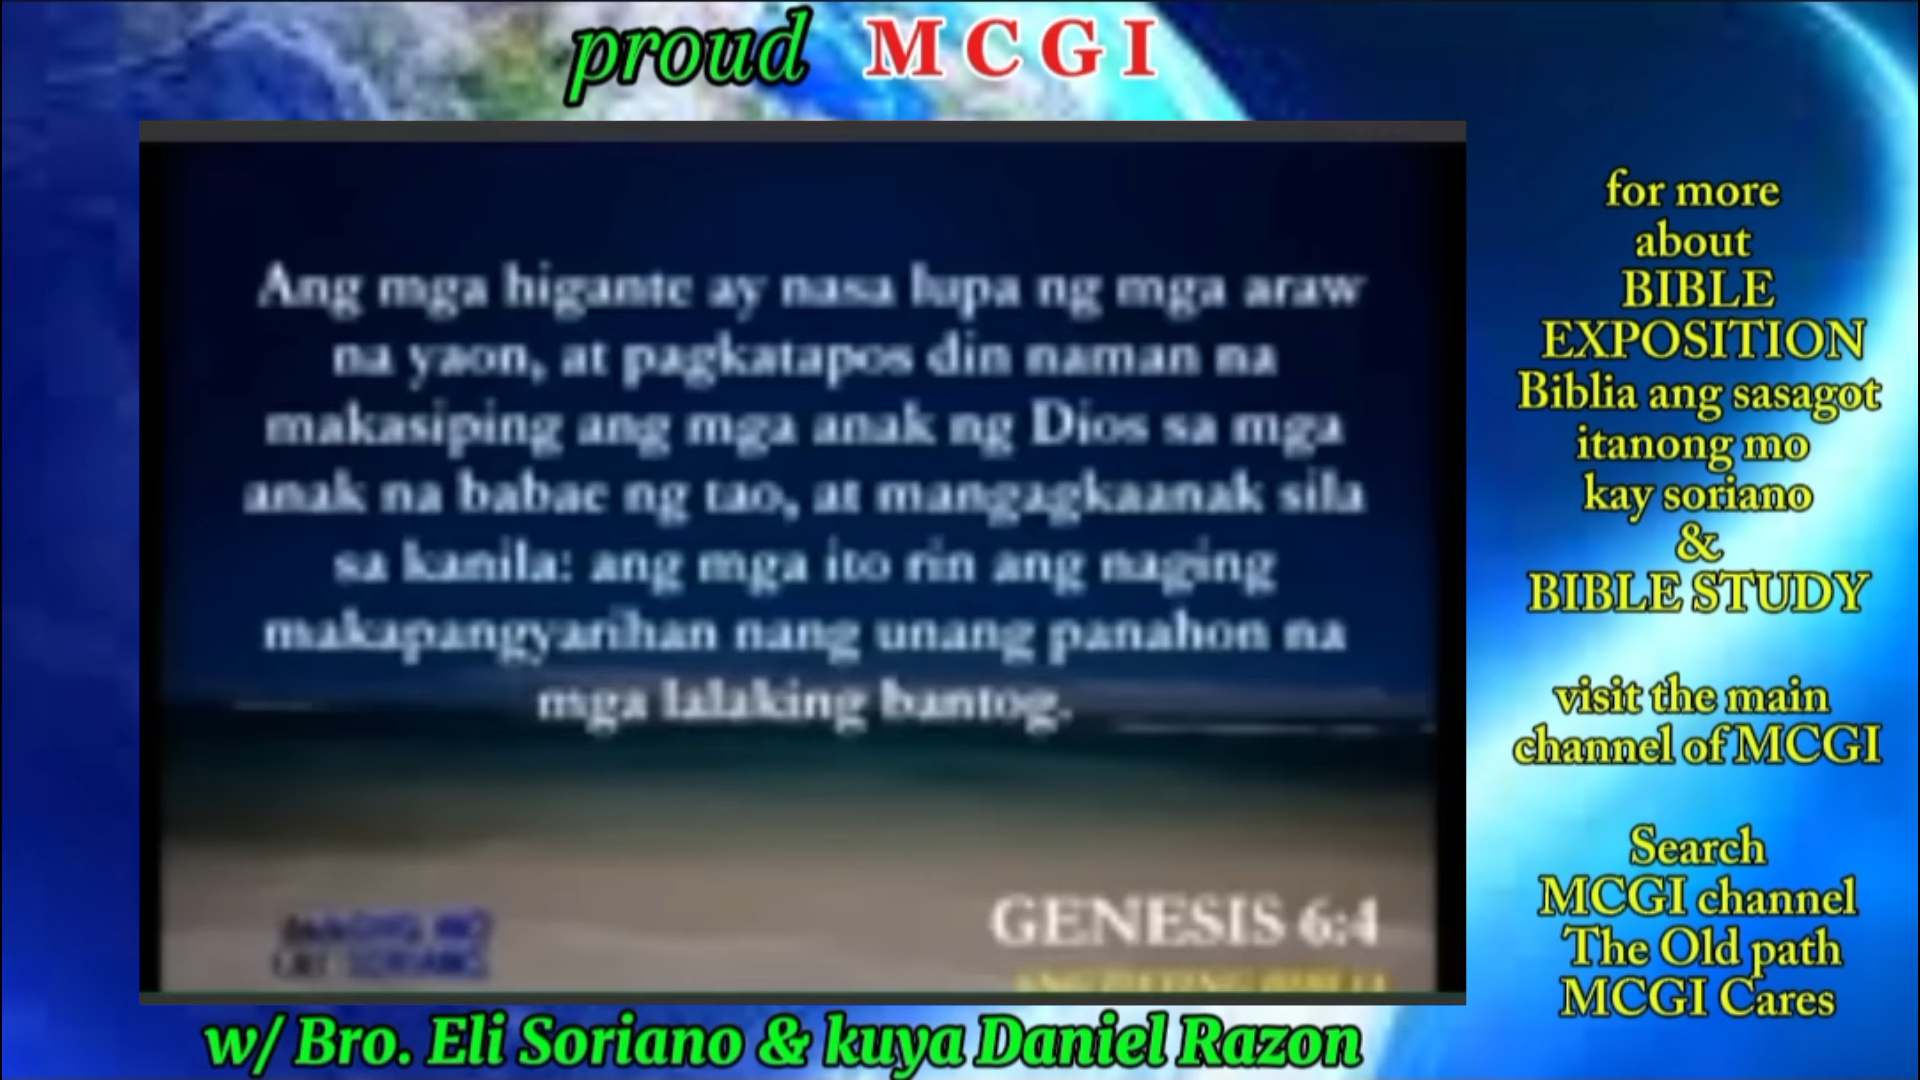 proud MCGI
Ang mga higante ay nasa lupa ng mga araw
na yaon, at pagkatapos din naman na
makasiping ang mga anak ng Dios sa mga
anak na babae ng tao, at mangagkaanak sila
sa kanila: ang mga ito rin ang naging
makapangyarihan nang unang panahon na
mga lalaking bantog.
GENESIS 6:4
ANG DATING BIBLIA
w/ Bro. Eli Soriano & kuya Daniel Razon
for more
about
BIBLE
EXPOSITION
Biblia ang sasagot
itanong mo
kay soriano
&
BIBLE STUDY
visit the main
channel of MCGI
Search
MCGI channel
The Old path
MCGI Cares